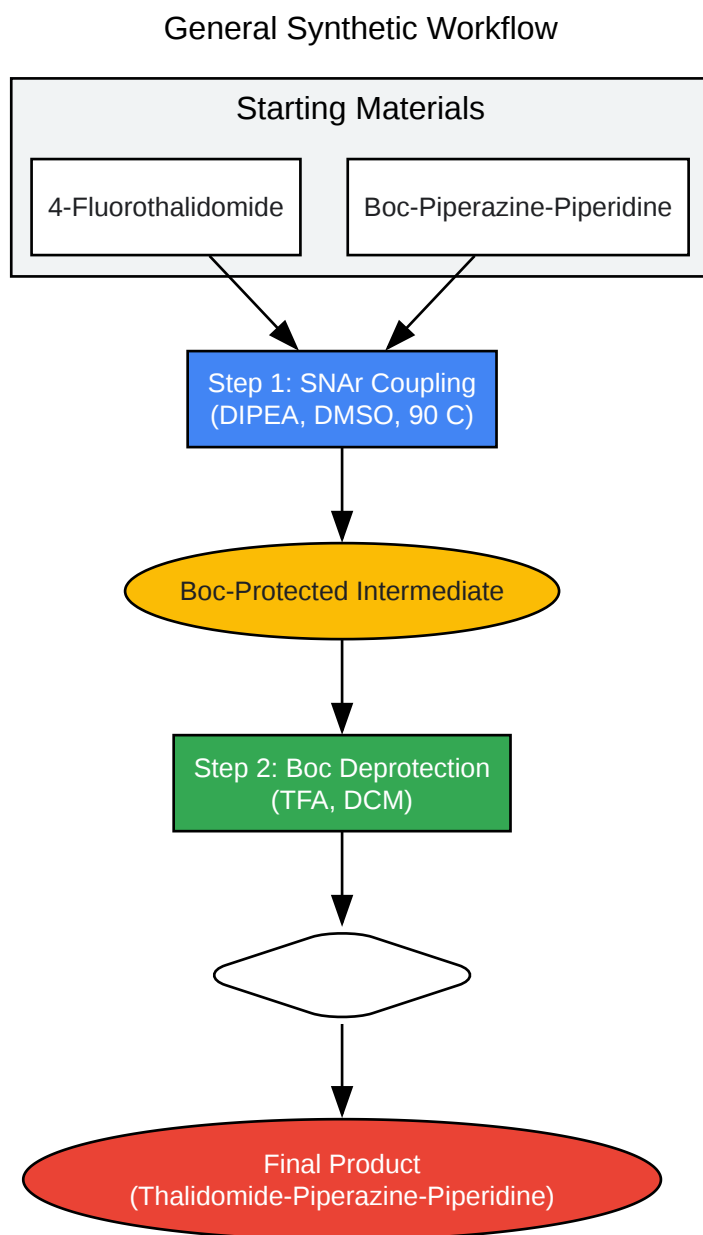 General Synthetic Workflow
Starting Materials
4-Fluorothalidomide
Boc-Piperazine-Piperidine
Step 1: SNAr Coupling
(DIPEA, DMSO, 90 C)
Boc-Protected Intermediate
Step 2: Boc Deprotection
(TFA, DCM)
Final Product
(Thalidomide-Piperazine-Piperidine)